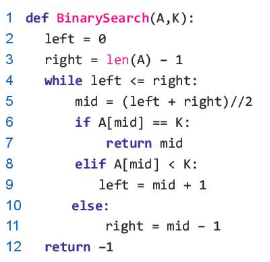 1 def BinarySearch(A,K):
2    left = 0
3    right = len(A) – 1
4    while left <= right:
5        mid = (left + right)//2
6        if A[mid] == K:
7            return mid
8        elif A[mid] < K:
9           left = mid + 1
10       else:
11           right = mid – 1
12   return –1